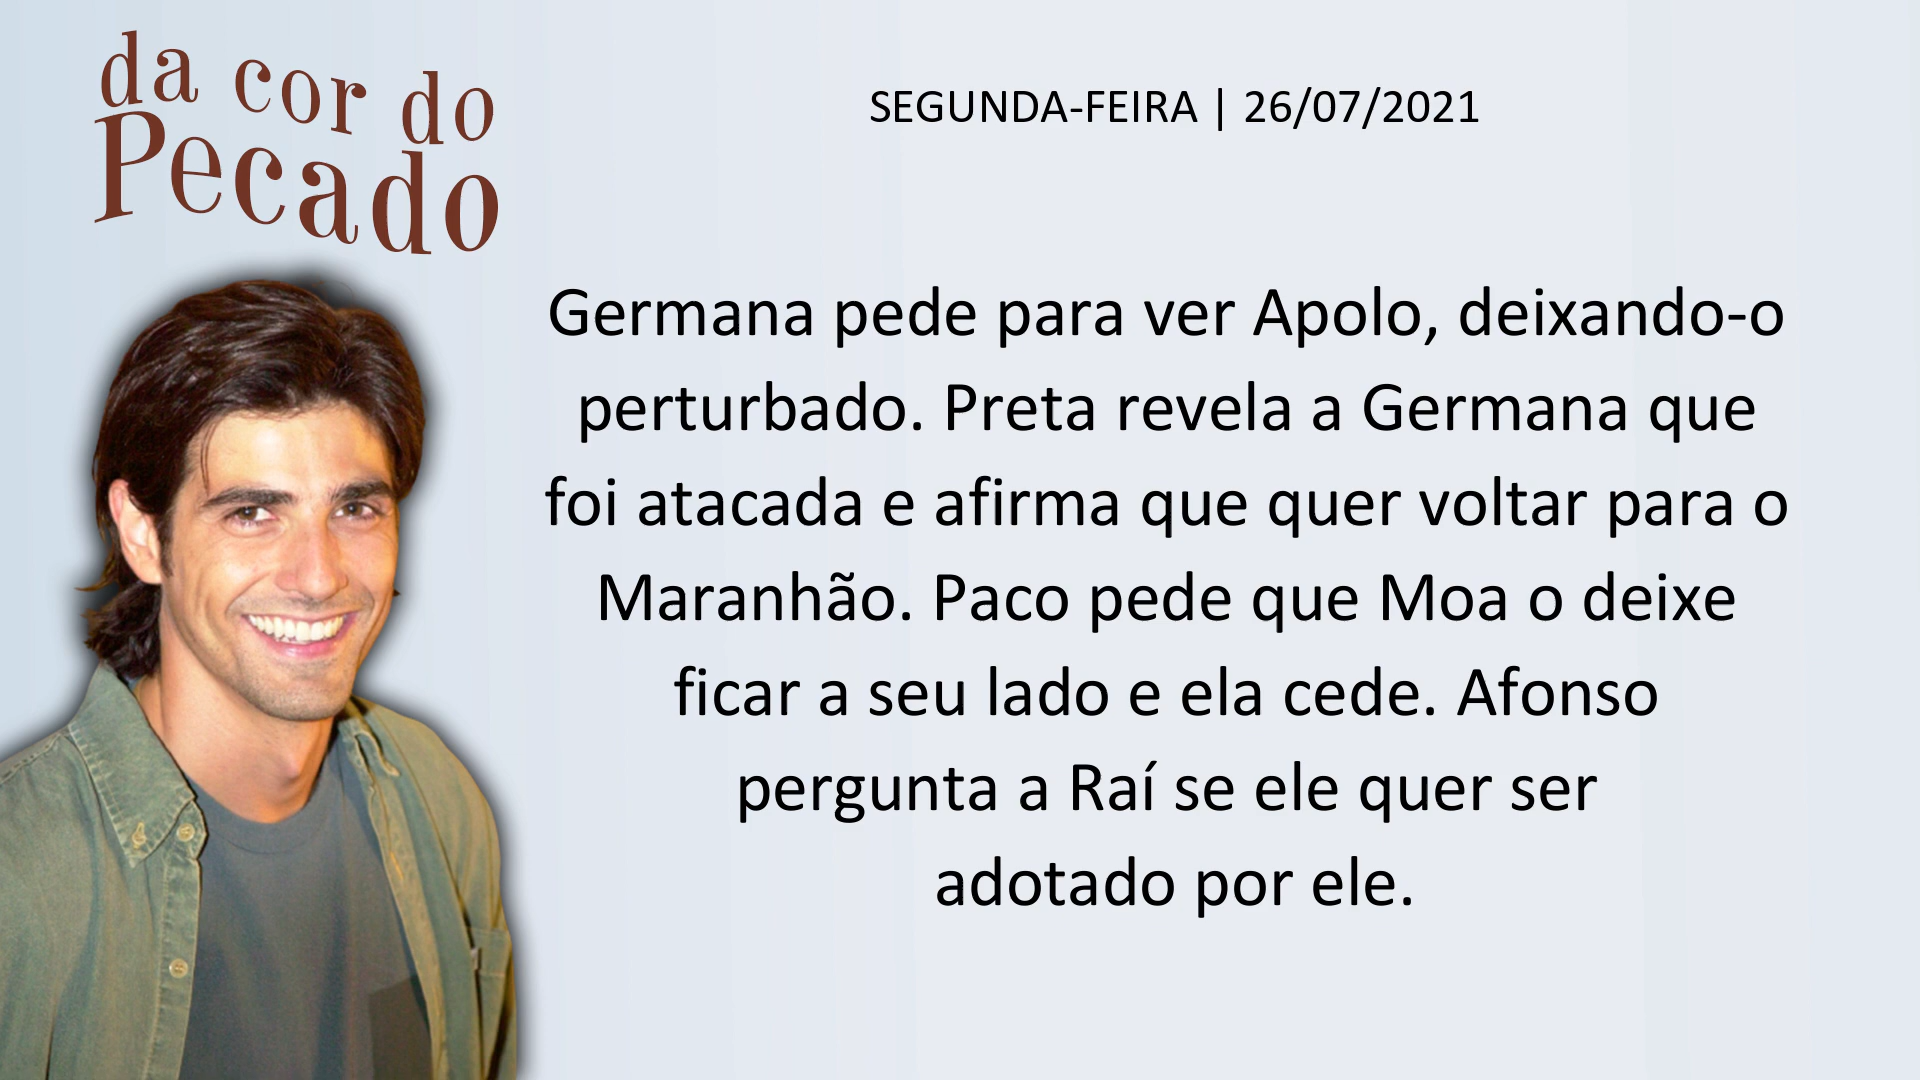 da cor do
Pecado
SEGUNDA-FEIRA | 26/07/2021
Germana pede para ver Apolo, deixando-o
perturbado. Preta revela a Germana que
foi atacada e afirma que quer voltar para o
Maranhão. Paco pede que Moa o deixe
ficar a seu lado e ela cede. Afonso
pergunta a Raí se ele quer ser
adotado por ele.